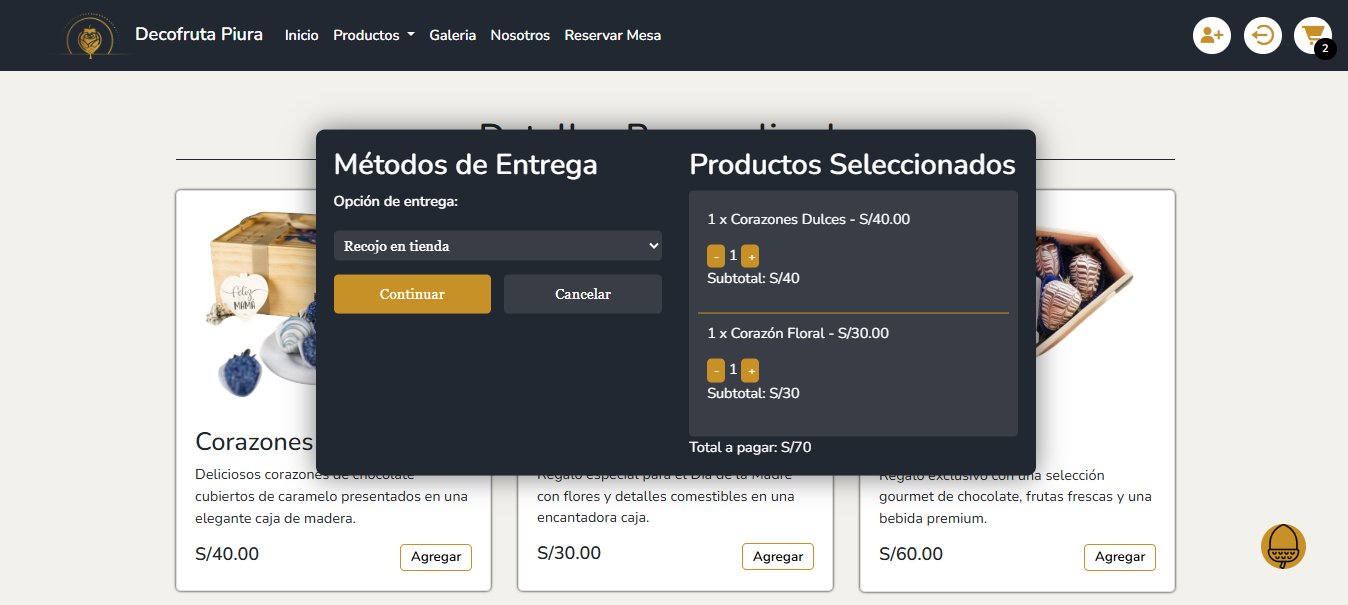 Decofruta Piura
Inicio
Productos
Galeria
Nosotros
Reservar Mesa
2
Métodos de Entrega
Opción de entrega:
Recojo en tienda
Continuar
Cancelar
Productos Seleccionados
1 x Corazones Dulces - S/40.00
- 1 +
Subtotal: S/40
1 x Corazón Floral - S/30.00
- 1 +
Subtotal: S/30
Total a pagar: S/70
feliz
MAMÁ
Corazones
Deliciosos corazones de chocolate
cubiertos de caramelo presentados en una
elegante caja de madera.
S/40.00
Agregar
Regalo especial para el Día de la Madre
con flores y detalles comestibles en una
encantadora caja.
S/30.00
Agregar
Regalo exclusivo con una selección
gourmet de chocolate, frutas frescas y una
bebida premium.
S/60.00
Agregar